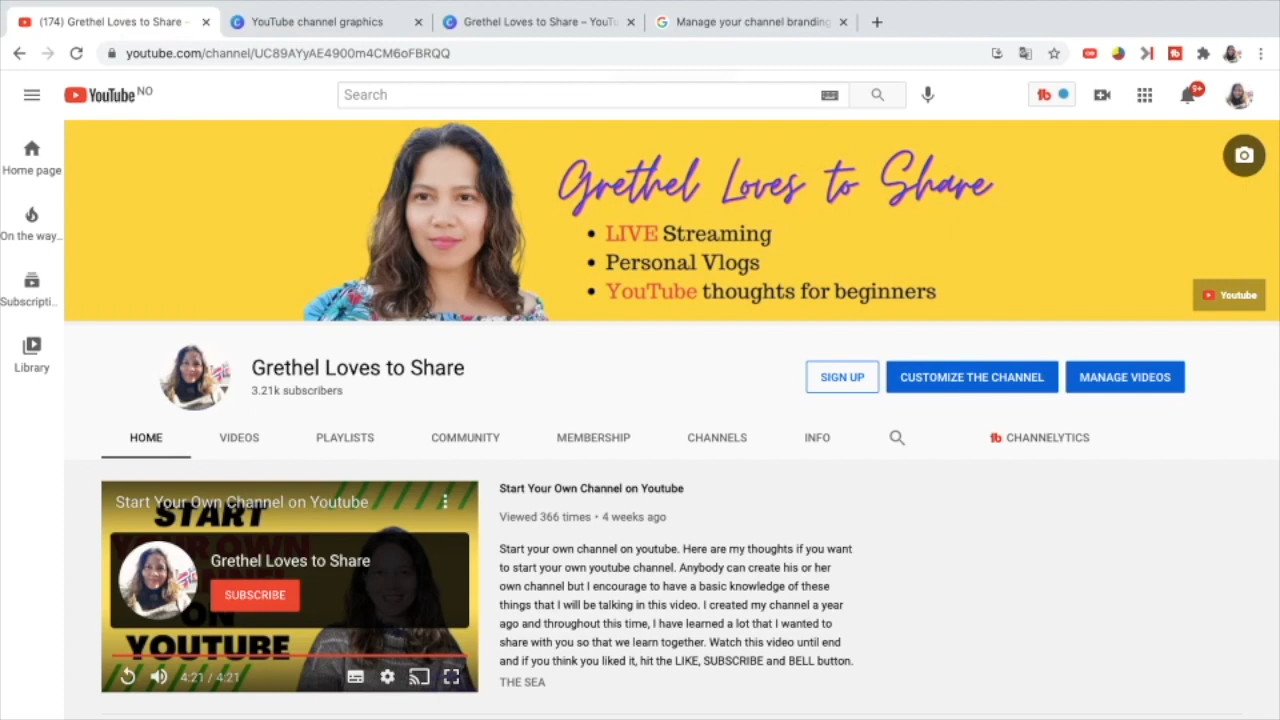 (174) Grethel Loves to Share -
YouTube channel graphics
Grethel Loves to Share – YouTu
Manage your channel branding
youtube.com/channel/UC89AYyAE4900m4CM6oFBRQQ
YouTube NO
Search
9+
Home page
On the way...
Subscripti..
Library
Grethel Loves to Share
• LIVE Streaming
• Personal Vlogs
• YouTube thoughts for beginners
Youtube
Grethel Loves to Share
3.21k subscribers
SIGN UP
CUSTOMIZE THE CHANNEL
MANAGE VIDEOS
HOME
VIDEOS
PLAYLISTS
COMMUNITY
MEMBERSHIP
CHANNELS
INFO
CHANNELYTICS
Start Your Own Channel on Youtube
START
Grethel Loves to Share
SUBSCRIBE
ON
YOUTUBE
4:21 / 4:21
Start Your Own Channel on Youtube
Viewed 366 times • 4 weeks ago
Start your own channel on youtube. Here are my thoughts if you want
to start your own youtube channel. Anybody can create his or her
own channel but I encourage to have a basic knowledge of these
things that I will be talking in this video. I created my channel a year
ago and throughout this time, I have learned a lot that I wanted to
share with you so that we learn together. Watch this video until end
and if you think you liked it, hit the LIKE, SUBSCRIBE and BELL button.
THE SEA